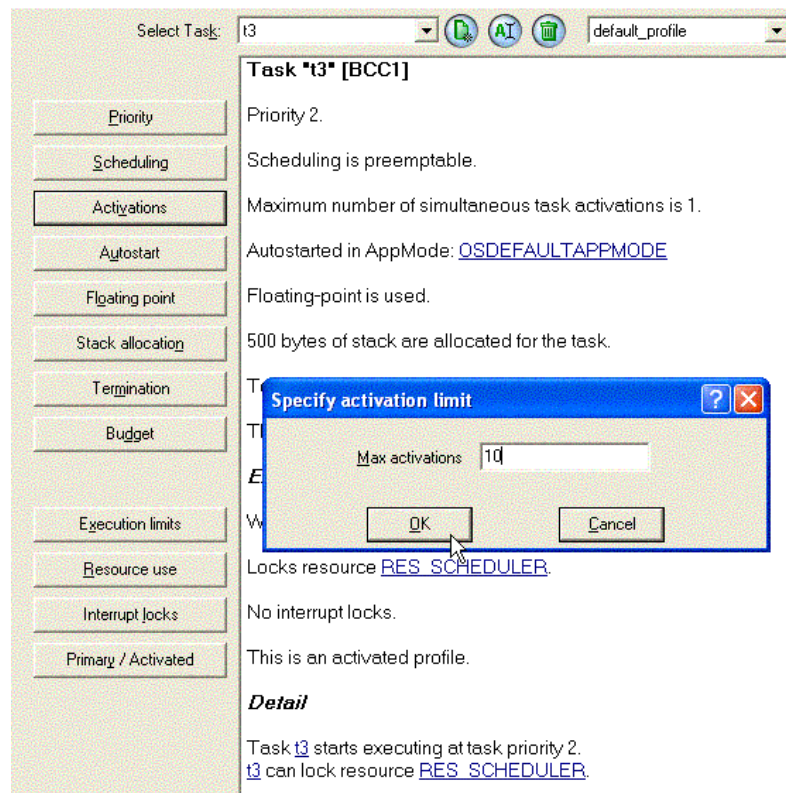 Select Task: t3 default_profile
Task "t3" [BCC1]
Priority Priority 2.
Scheduling Scheduling is preemptable.
Activations Maximum number of simultaneous task activations is 1.
Autostart Autostarted in AppMode: OSDEFAULTAPPMODE
Floating point Floating-point is used.
Stack allocation 500 bytes of stack are allocated for the task.
Termination
Specify activation limit
Budget
Max activations 10
OK Cancel
Execution limits
Resource use Locks resource RES_SCHEDULER.
Interrupt locks No interrupt locks.
Primary / Activated This is an activated profile.
Detail
Task t3 starts executing at task priority 2.
t3 can lock resource RES_SCHEDULER.